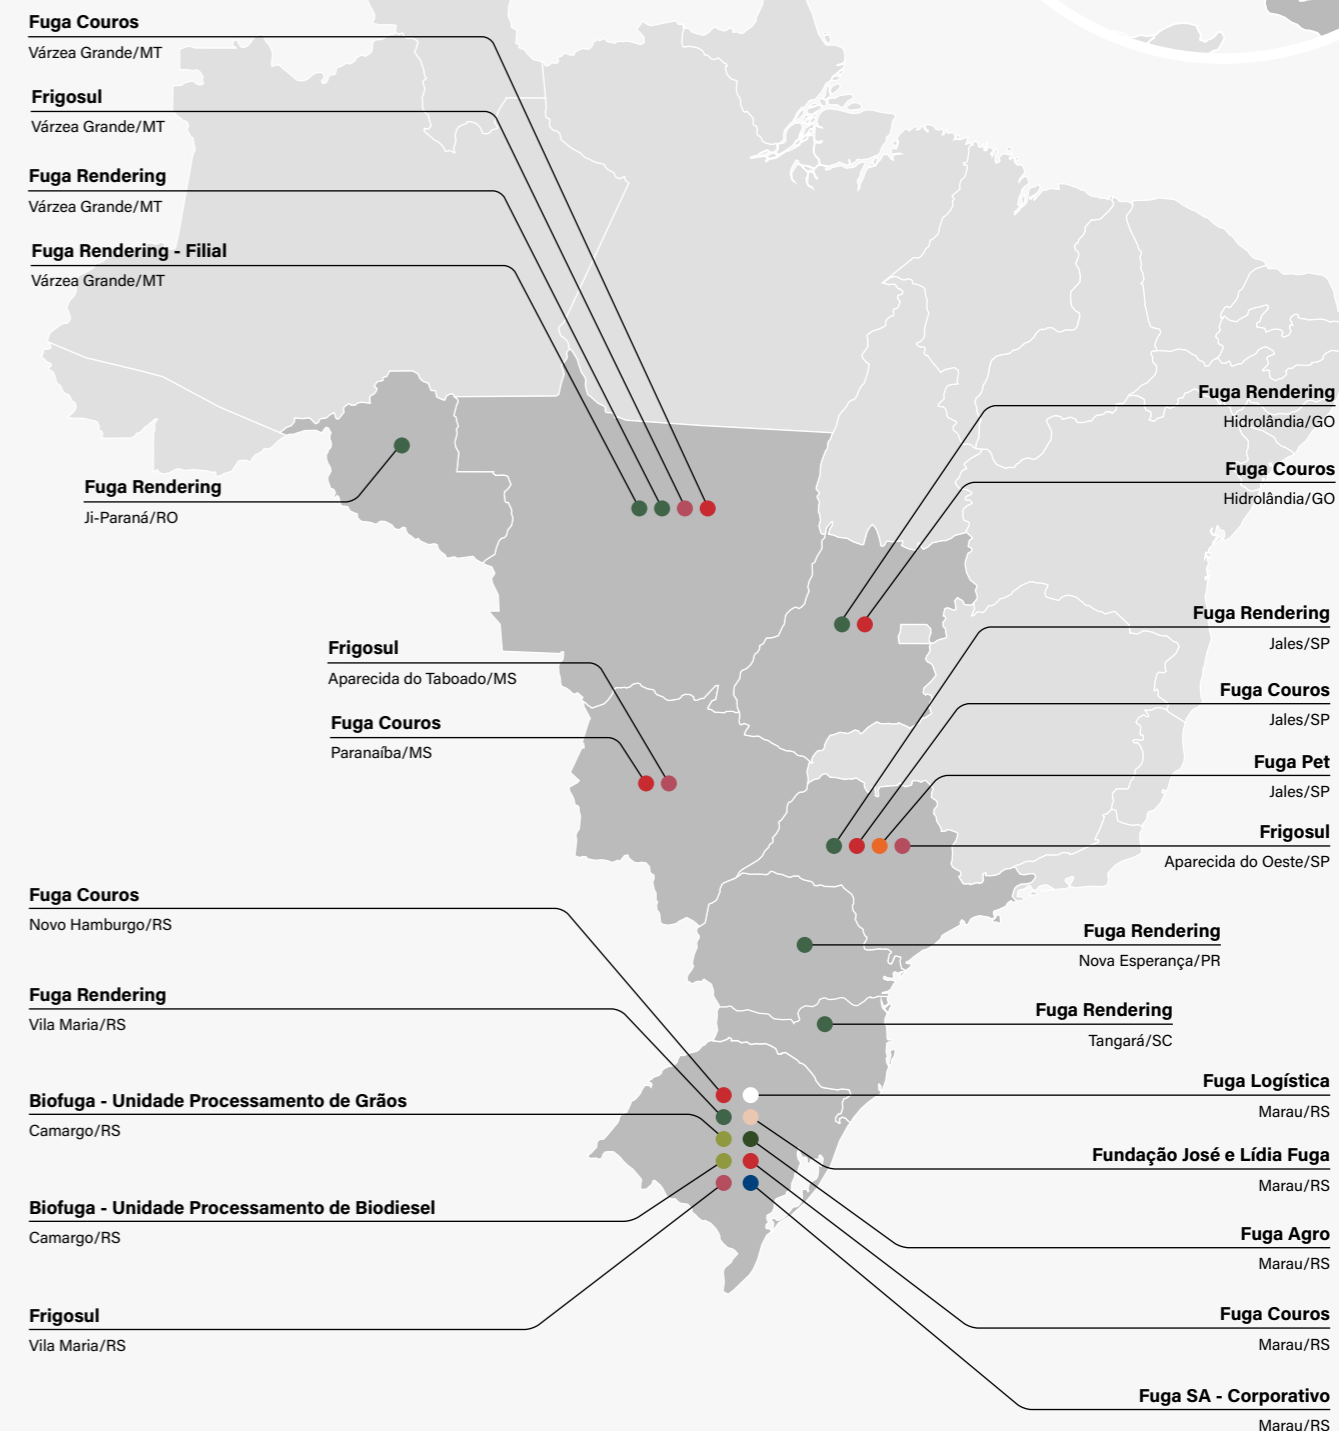 Fuga Couros
Várzea Grande/MT
Frigosul
Várzea Grande/MT
Fuga Rendering
Várzea Grande/MT
Fuga Rendering - Filial
Várzea Grande/MT
Fuga Rendering
Ji-Paraná/RO
Fuga Rendering
Hidrolândia/GO
Fuga Couros
Hidrolândia/GO
Frigosul
Aparecida do Taboado/MS
Fuga Couros
Paranaíba/MS
Fuga Rendering
Jales/SP
Fuga Couros
Jales/SP
Fuga Pet
Jales/SP
Frigosul
Aparecida do Oeste/SP
Fuga Rendering
Nova Esperança/PR
Fuga Rendering
Tangará/SC
Fuga Couros
Novo Hamburgo/RS
Fuga Rendering
Vila Maria/RS
Biofuga - Unidade Processamento de Grãos
Camargo/RS
Biofuga - Unidade Processamento de Biodiesel
Camargo/RS
Frigosul
Vila Maria/RS
Fuga Logística
Marau/RS
Fundação José e Lídia Fuga
Marau/RS
Fuga Agro
Marau/RS
Fuga Couros
Marau/RS
Fuga SA - Corporativo
Marau/RS